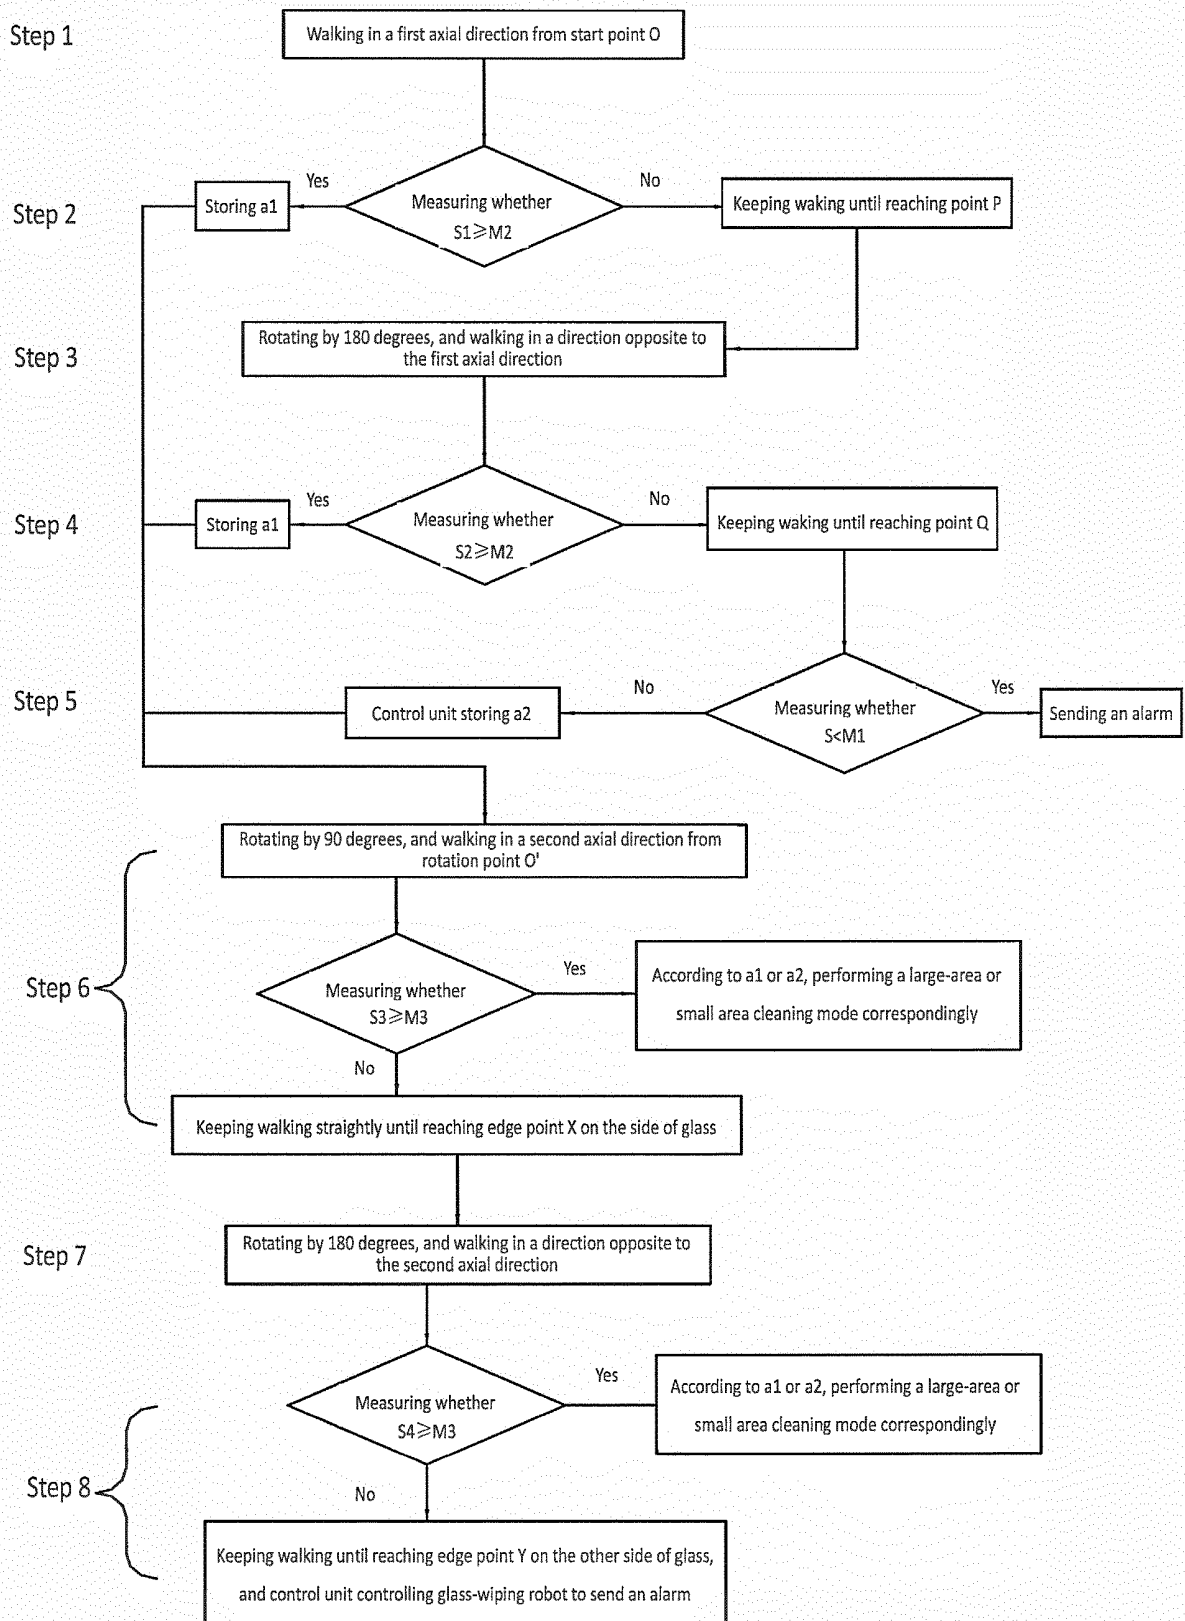 Step 1
Walking in a first axial direction from start point O
Step 2
Storing a1
Yes
Measuring whether
S1≥M2
No
Keeping waking until reaching point P
Step 3
Rotating by 180 degrees, and walking in a direction opposite to
the first axial direction
Step 4
Storing a1
Yes
Measuring whether
S2≥M2
No
Keeping waking until reaching point Q
Step 5
Control unit storing a2
No
Measuring whether
S<M1
Yes
Sending an alarm
Rotating by 90 degrees, and walking in a second axial direction from
rotation point O'
Step 6
Measuring whether
S3≥M3
Yes
According to a1 or a2, performing a large-area or
small area cleaning mode correspondingly
No
Keeping walking straightly until reaching edge point X on the side of glass
Step 7
Rotating by 180 degrees, and walking in a direction opposite to
the second axial direction
Measuring whether
S4≥M3
Yes
According to a1 or a2, performing a large-area or
small area cleaning mode correspondingly
Step 8
No
Keeping walking until reaching edge point Y on the other side of glass,
and control unit controlling glass-wiping robot to send an alarm